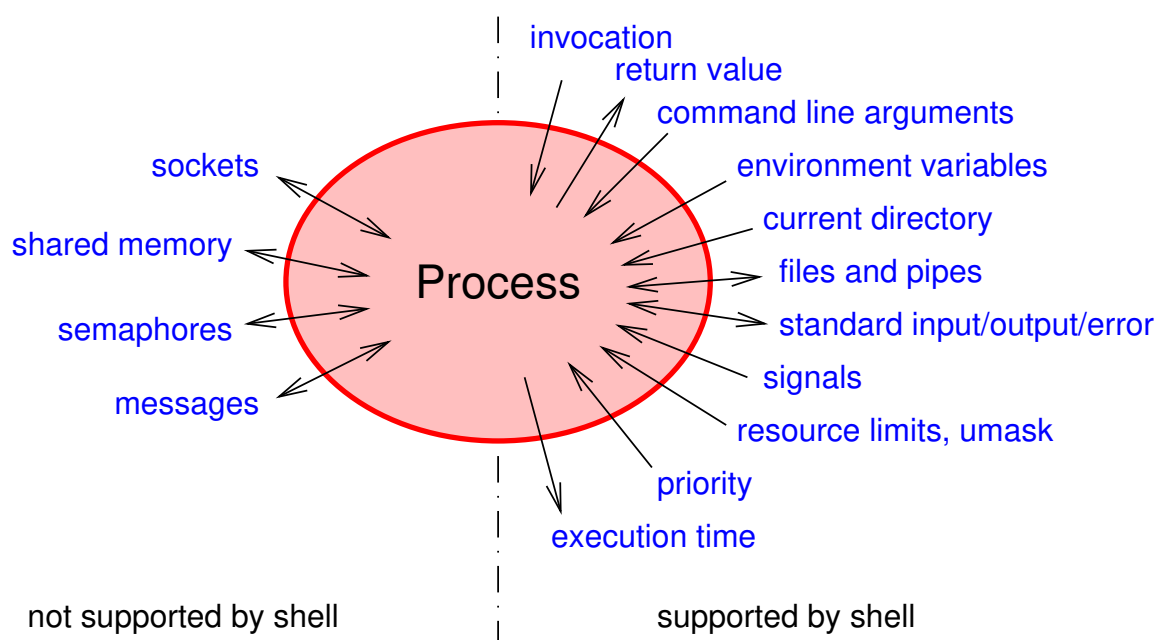 invocation
return value
command line arguments
sockets
environment variables
current directory
shared memory
Process
files and pipes
semaphores
standard input/output/error
signals
messages
resource limits, umask
priority
execution time
not supported by shell
supported by shell